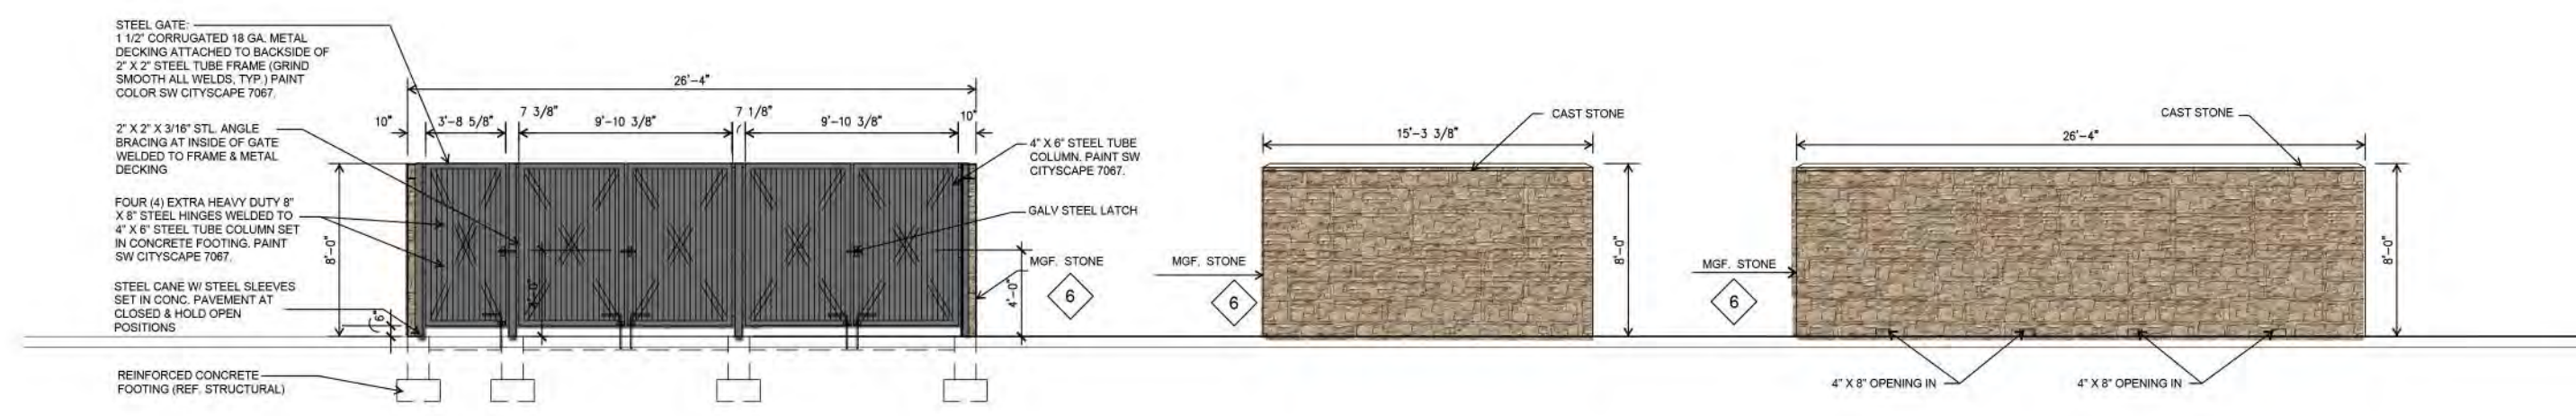 STEEL GATE:
1 1/2" CORRUGATED 18 GA. METAL
DECKING ATTACHED TO BACKSIDE OF
2" X 2" STEEL TUBE FRAME (GRIND
SMOOTH ALL WELDS, TYP.) PAINT
COLOR SW CITYSCAPE 7067.
2" X 2" X 3/16" STL. ANGLE
BRACING AT INSIDE OF GATE
WELDED TO FRAME & METAL
DECKING
FOUR (4) EXTRA HEAVY DUTY 8"
X 8" STEEL HINGES WELDED TO
4" X 6" STEEL TUBE COLUMN SET
IN CONCRETE FOOTING. PAINT
SW CITYSCAPE 7067.
STEEL CANE W/ STEEL SLEEVES
SET IN CONC. PAVEMENT AT
CLOSED & HOLD OPEN
POSITIONS
REINFORCED CONCRETE
FOOTING (REF. STRUCTURAL)
26'-4"
10"
3'-8 5/8"
7 3/8"
9'-10 3/8"
7 1/8"
9'-10 3/8"
10"
8'-0"
6"
4'-0"
4" X 6" STEEL TUBE
COLUMN. PAINT SW
CITYSCAPE 7067.
GALV STEEL LATCH
MGF. STONE
6
15'-3 3/8"
CAST STONE
MGF. STONE
6
8'-0"
26'-4"
CAST STONE
MGF. STONE
6
8'-0"
4" X 8" OPENING IN
4" X 8" OPENING IN